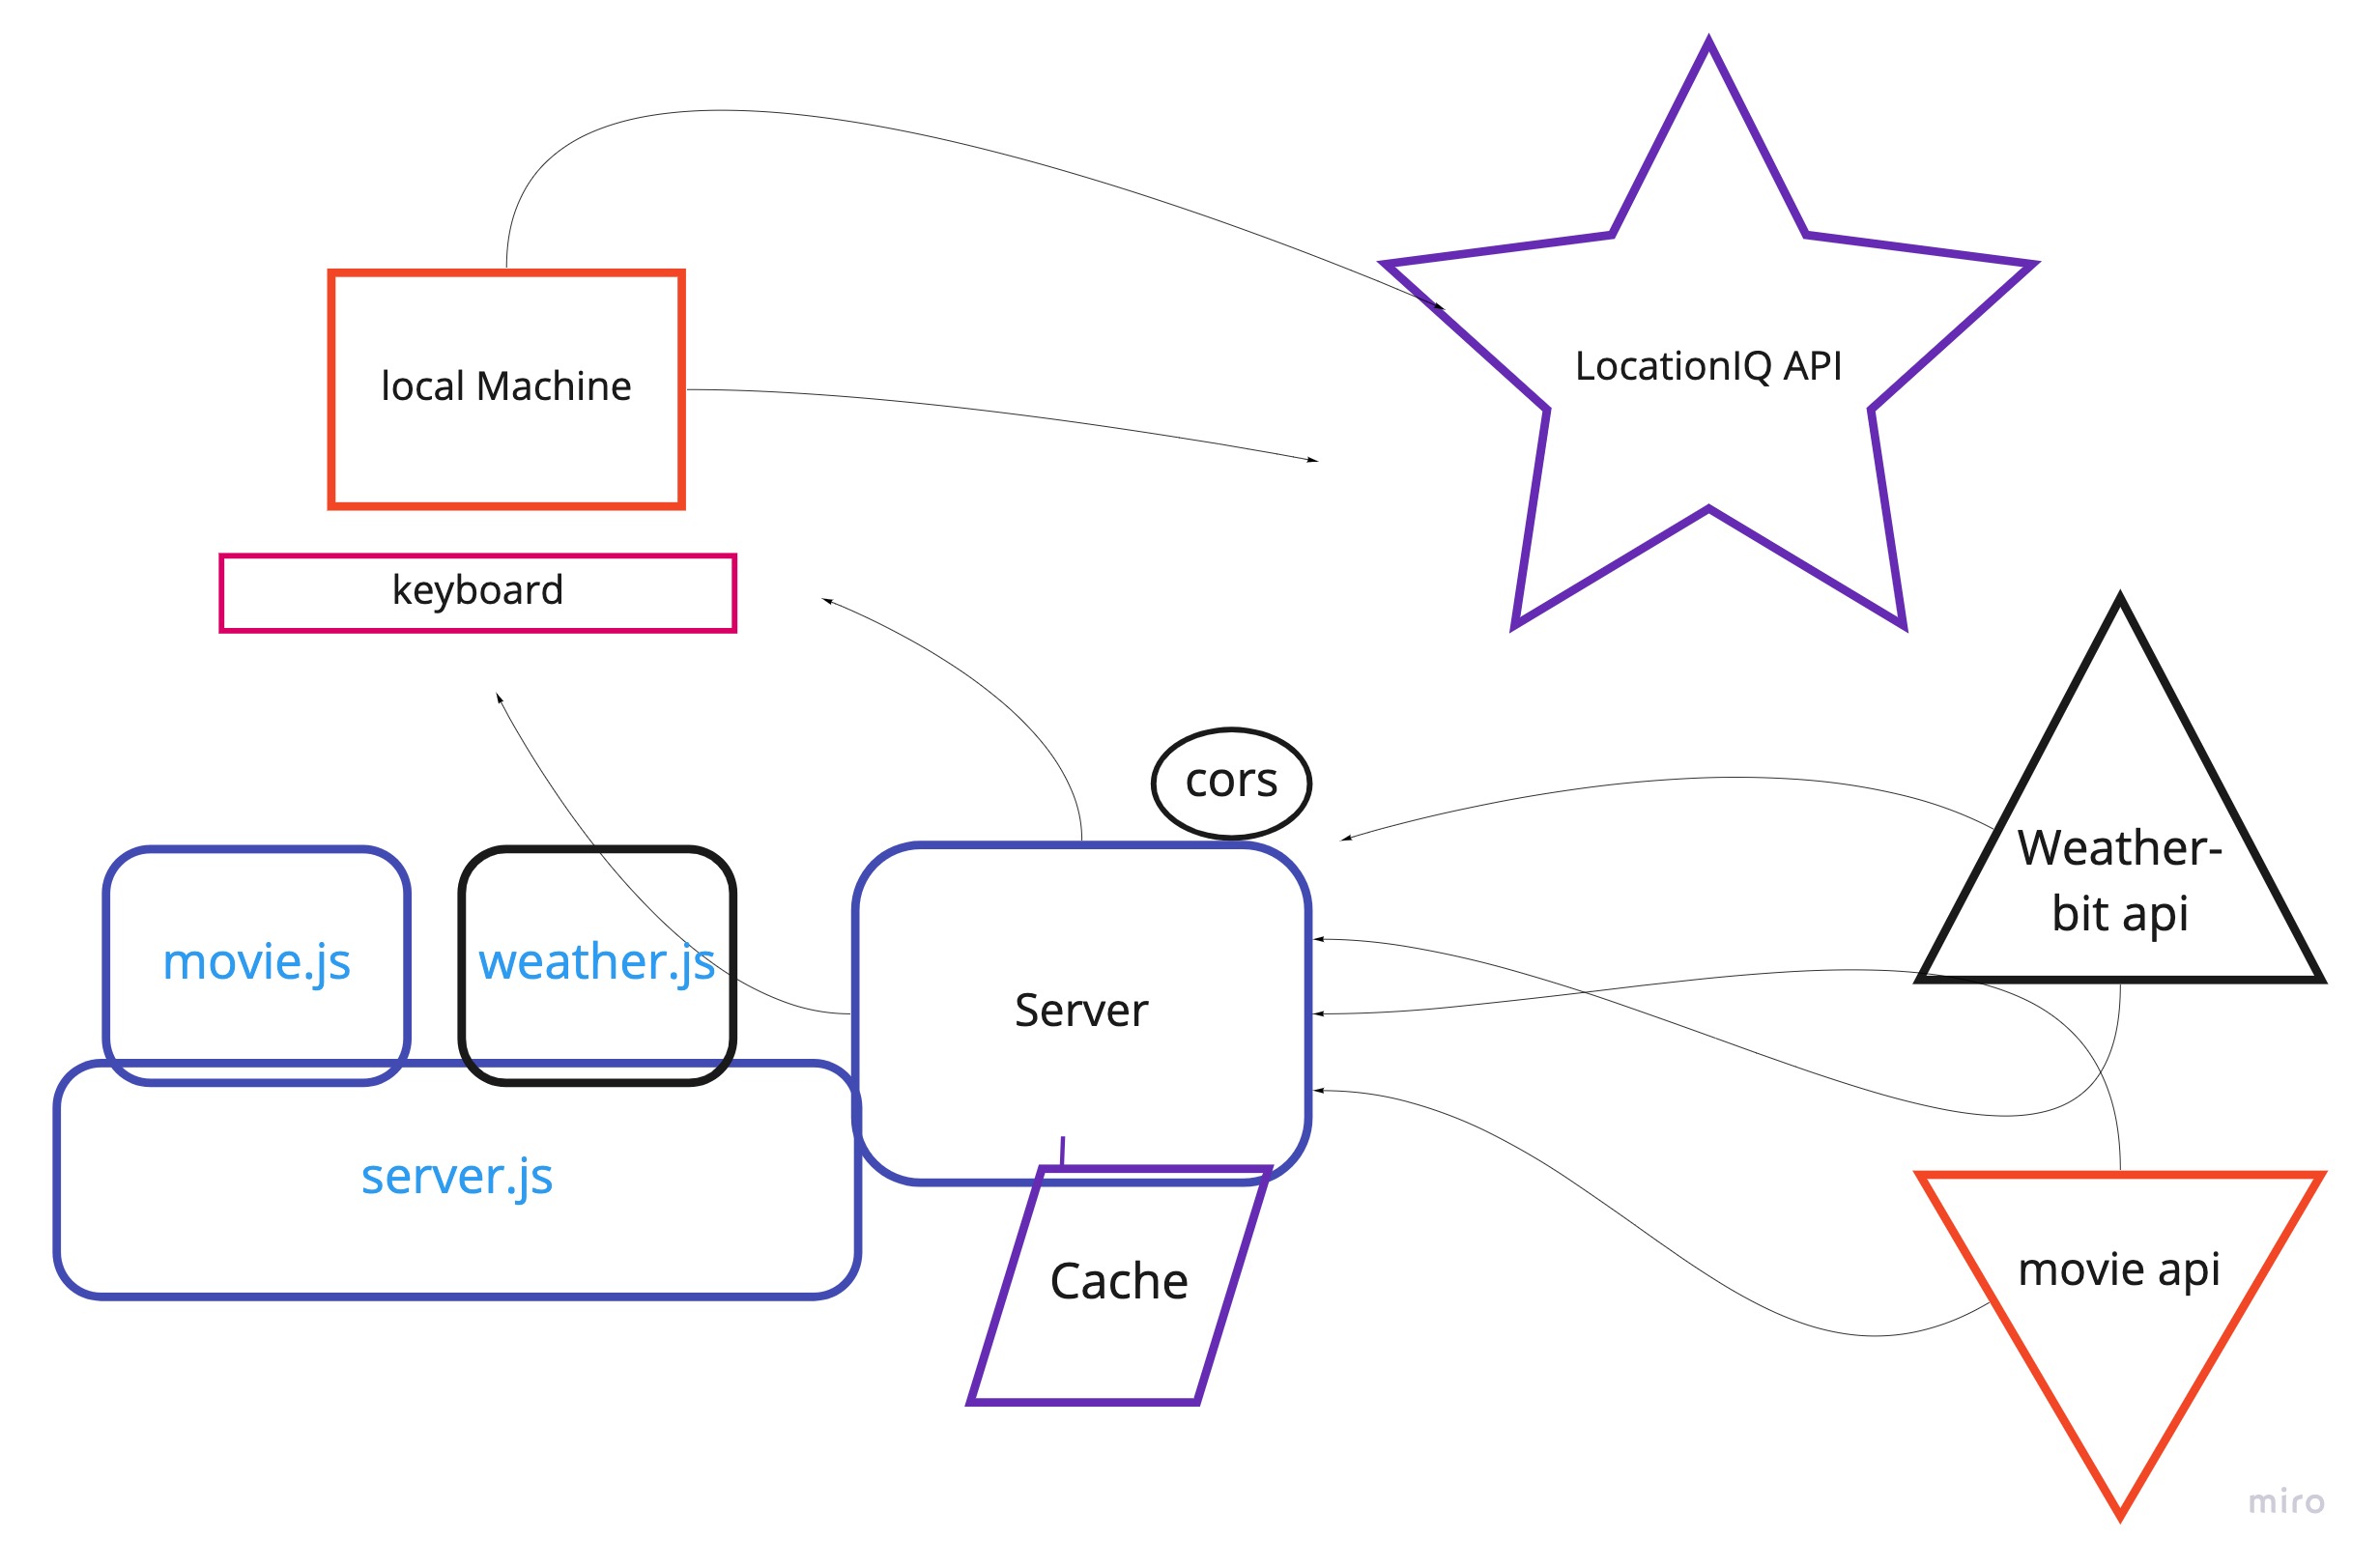 LocationIQ API
local Machine
keyboard
cors
Weather-
bit api
movie.js
weather.js
Server
server.js
Cache
movie api
miro